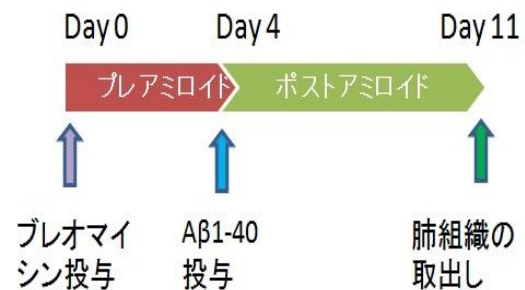 Day 0 Day 4 Day 11
プレアミロイド ポストアミロイド
ブレオマイ
シン投与
Aβ1-40
投与
肺組織の
取出し